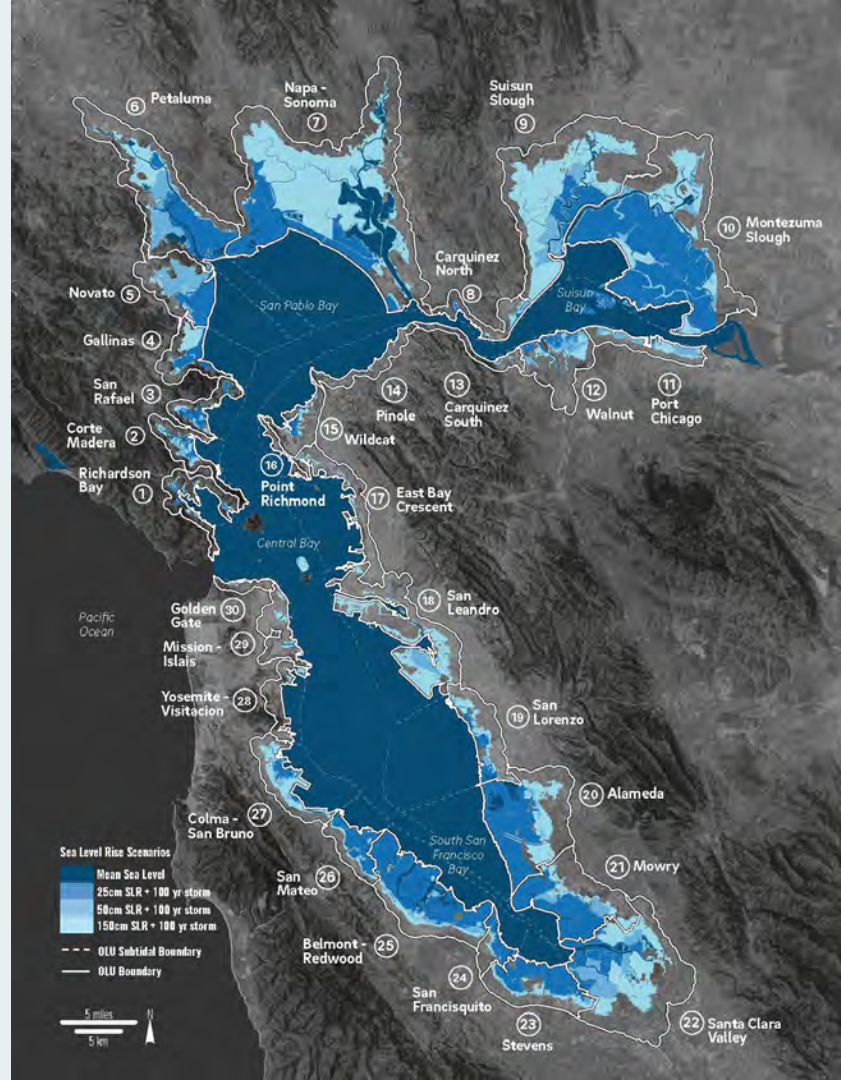 6 Petaluma
Napa -
Sonoma
7
Suisun
Slough
9
10 Montezuma
Slough
Carquinez
North
8
Novato 5
San Pablo Bay
Suisun
Bay
Gallinas 4
San
Rafael 3
14
Pinole
13
Carquinez
South
12
Walnut
11
Port
Chicago
Corte
Madera 2
15 Wildcat
Richardson
Bay 1
16
Point
Richmond
17 East Bay
Crescent
Central Bay
Pacific
Ocean
Golden
Gate 30
18 San
Leandro
Mission -
Islais 29
Yosemite -
Visitacion 28
19 San
Lorenzo
20 Alameda
Colma -
San Bruno 27
South San
Francisco
Bay
21 Mowry
San
Mateo 26
Belmont -
Redwood 25
24
San
Francisquito
23
Stevens
22 Santa Clara
Valley
Sea Level Rise Scenarios
Mean Sea Level
25cm SLR + 100 yr storm
50cm SLR + 100 yr storm
150cm SLR + 100 yr storm
OLU Subtidal Boundary
OLU Boundary
5 miles
5 km
N